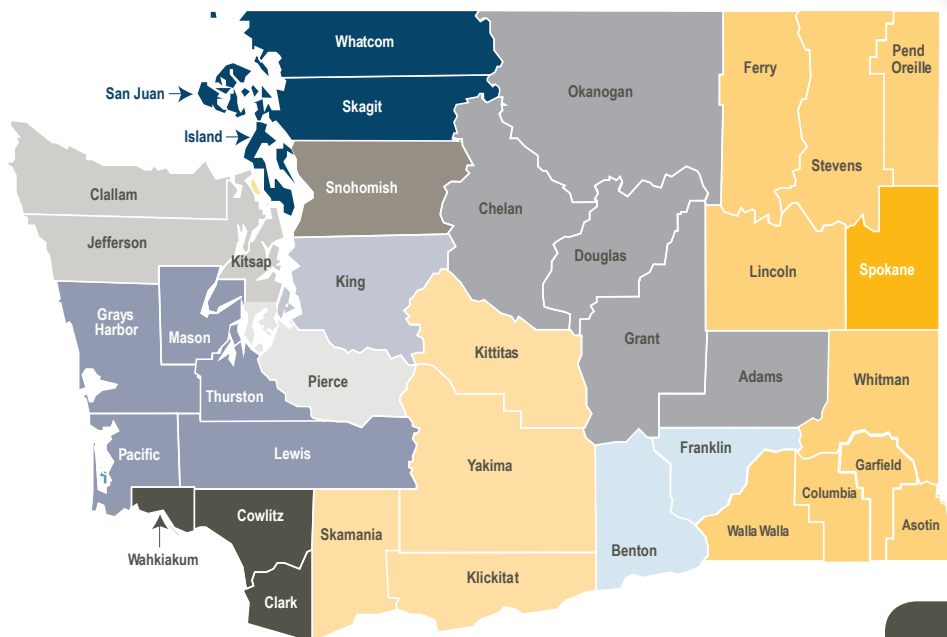 Whatcom
Pend
Oreille
Ferry
Okanogan
San Juan
Skagit
Island
Stevens
Snohomish
Clallam
Chelan
Jefferson
Douglas
Kitsap
Lincoln
Spokane
King
Grays
Harbor
Mason
Grant
Kittitas
Adams
Whitman
Pierce
Thurston
Franklin
Pacific
Lewis
Yakima
Garfield
Columbia
Cowlitz
Skamania
Walla Walla
Asotin
Benton
Wahkiakum
Klickitat
Clark